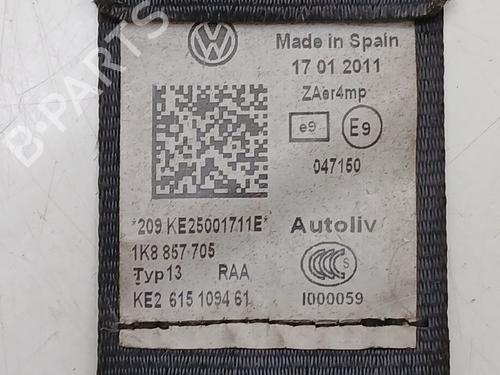 Made in Spain
17 01 2011
ZAer4mp
e9 E9
047150
*209 KE25001711E*
1K8 857 705
Autoliv
Typ13 RAA
KE2 615 1094 61
I000059
B-PARTS